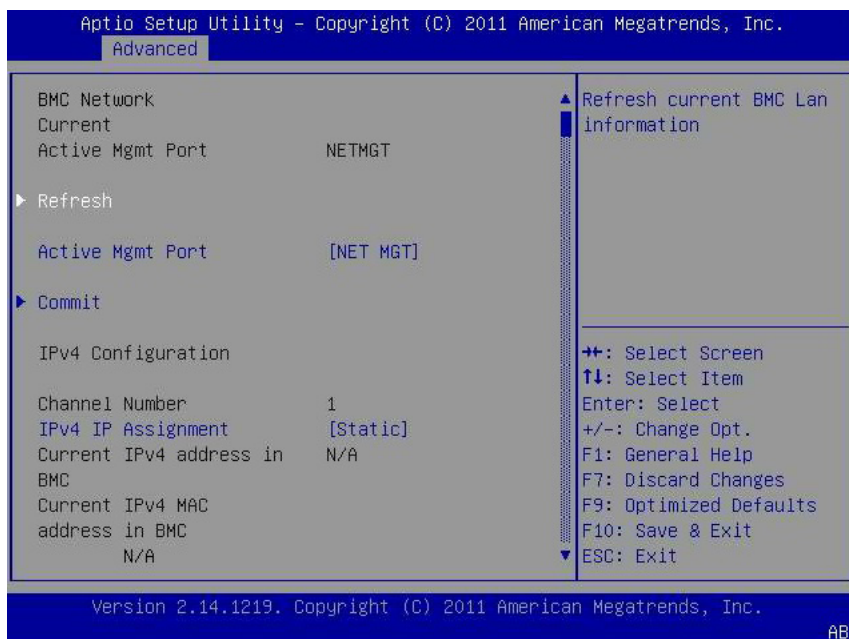 Aptio Setup Utility – Copyright (C) 2011 American Megatrends, Inc.
Advanced
BMC Network
Current
Active Mgmt Port NETMGT
Refresh
Active Mgmt Port [NET MGT]
Commit
IPv4 Configuration
Channel Number 1
IPv4 IP Assignment [Static]
Current IPv4 address in N/A
BMC
Current IPv4 MAC
address in BMC
N/A
Refresh current BMC Lan
information
→←: Select Screen
↑↓: Select Item
Enter: Select
+/-: Change Opt.
F1: General Help
F7: Discard Changes
F9: Optimized Defaults
F10: Save & Exit
ESC: Exit
Version 2.14.1219. Copyright (C) 2011 American Megatrends, Inc.
AB